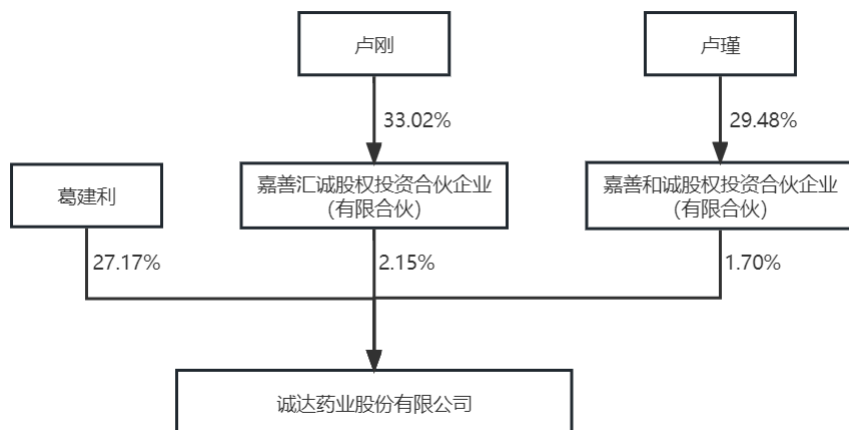 卢刚
卢瑾
33.02%
29.48%
葛建利
嘉善汇诚股权投资合伙企业
(有限合伙)
嘉善和诚股权投资合伙企业
(有限合伙)
27.17%
2.15%
1.70%
诚达药业股份有限公司